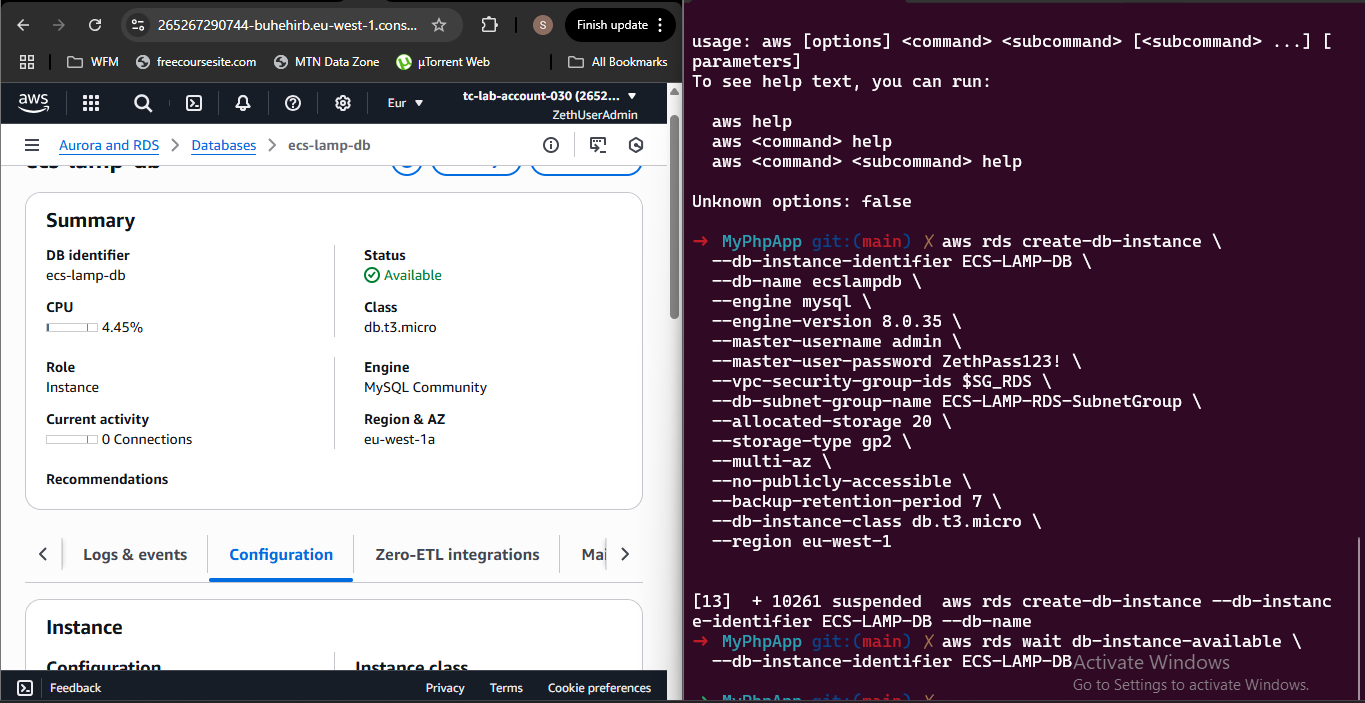 265267290744-buhehirb.eu-west-1.cons...
S
Finish update
WFM
freecoursesite.com
MTN Data Zone
µTorrent Web
All Bookmarks
aws
Eur
tc-lab-account-030 (2652...
ZethUserAdmin
Aurora and RDS
Databases
ecs-lamp-db
ecs-lamp-db
Summary
DB identifier
ecs-lamp-db
Status
Available
CPU
4.45%
Class
db.t3.micro
Role
Instance
Engine
MySQL Community
Current activity
0 Connections
Region & AZ
eu-west-1a
Recommendations
Logs & events
Configuration
Zero-ETL integrations
Mai
Instance
Configuration
Instance class
Feedback
Privacy
Terms
Cookie preferences
usage: aws [options] <command> <subcommand> [<subcommand> ...] [
parameters]
To see help text, you can run:
aws help
aws <command> help
aws <command> <subcommand> help
Unknown options: false
→ MyPhpApp git:(main) ✗ aws rds create-db-instance \
--db-instance-identifier ECS-LAMP-DB \
--db-name ecslampdb \
--engine mysql \
--engine-version 8.0.35 \
--master-username admin \
--master-user-password ZethPass123! \
--vpc-security-group-ids $SG_RDS \
--db-subnet-group-name ECS-LAMP-RDS-SubnetGroup \
--allocated-storage 20 \
--storage-type gp2 \
--multi-az \
--no-publicly-accessible \
--backup-retention-period 7 \
--db-instance-class db.t3.micro \
--region eu-west-1
[13] + 10261 suspended aws rds create-db-instance --db-instanc
e-identifier ECS-LAMP-DB --db-name
→ MyPhpApp git:(main) ✗ aws rds wait db-instance-available \
--db-instance-identifier ECS-LAMP-DB
Activate Windows
Go to Settings to activate Windows.
→ MyPhpApp git:(main) ✗